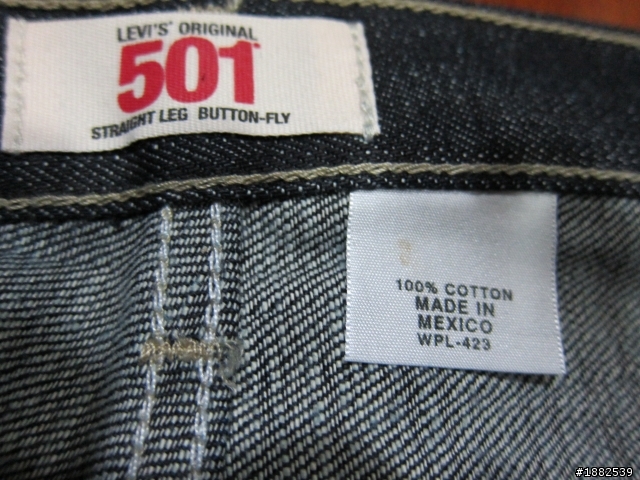 LEVI'S® ORIGINAL
501®
STRAIGHT LEG BUTTON-FLY
100% COTTON
MADE IN
MEXICO
WPL-423
#1882539